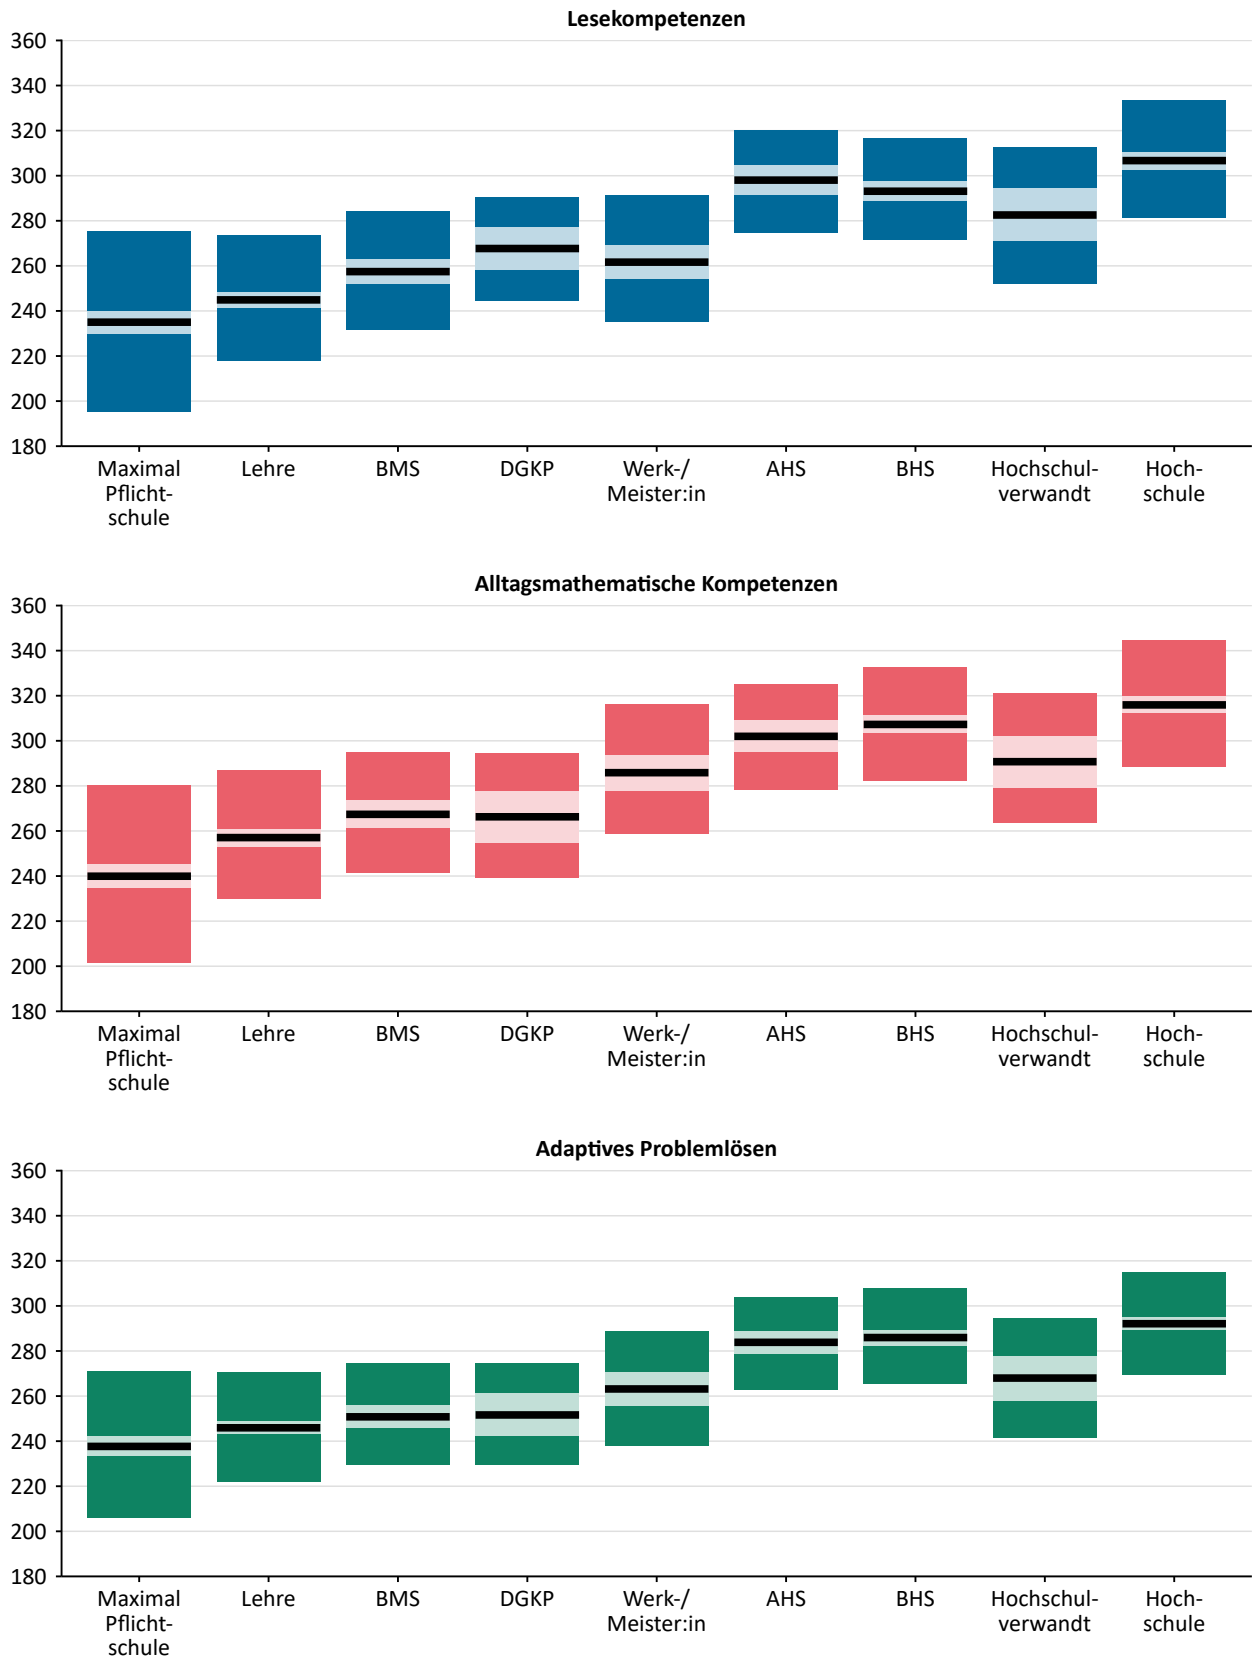 Lesekompetenzen
360
340
320
300
280
260
240
220
200
180
Maximal Pflicht-schule
Lehre
BMS
DGKP
Werk-/Meister:in
AHS
BHS
Hochschul-verwandt
Hoch-schule
Alltagsmathematische Kompetenzen
360
340
320
300
280
260
240
220
200
180
Maximal
Pflicht-
schule
Lehre
BMS
DGKP
Werk-/
Meister:in
AHS
BHS
Hochschul-
verwandt
Hoch-
schule
Adaptives Problemlösen
360
340
320
300
280
260
240
220
200
180
Maximal
Pflicht-
schule
Lehre
BMS
DGKP
Werk-/
Meister:in
AHS
BHS
Hochschul-
verwandt
Hoch-
schule